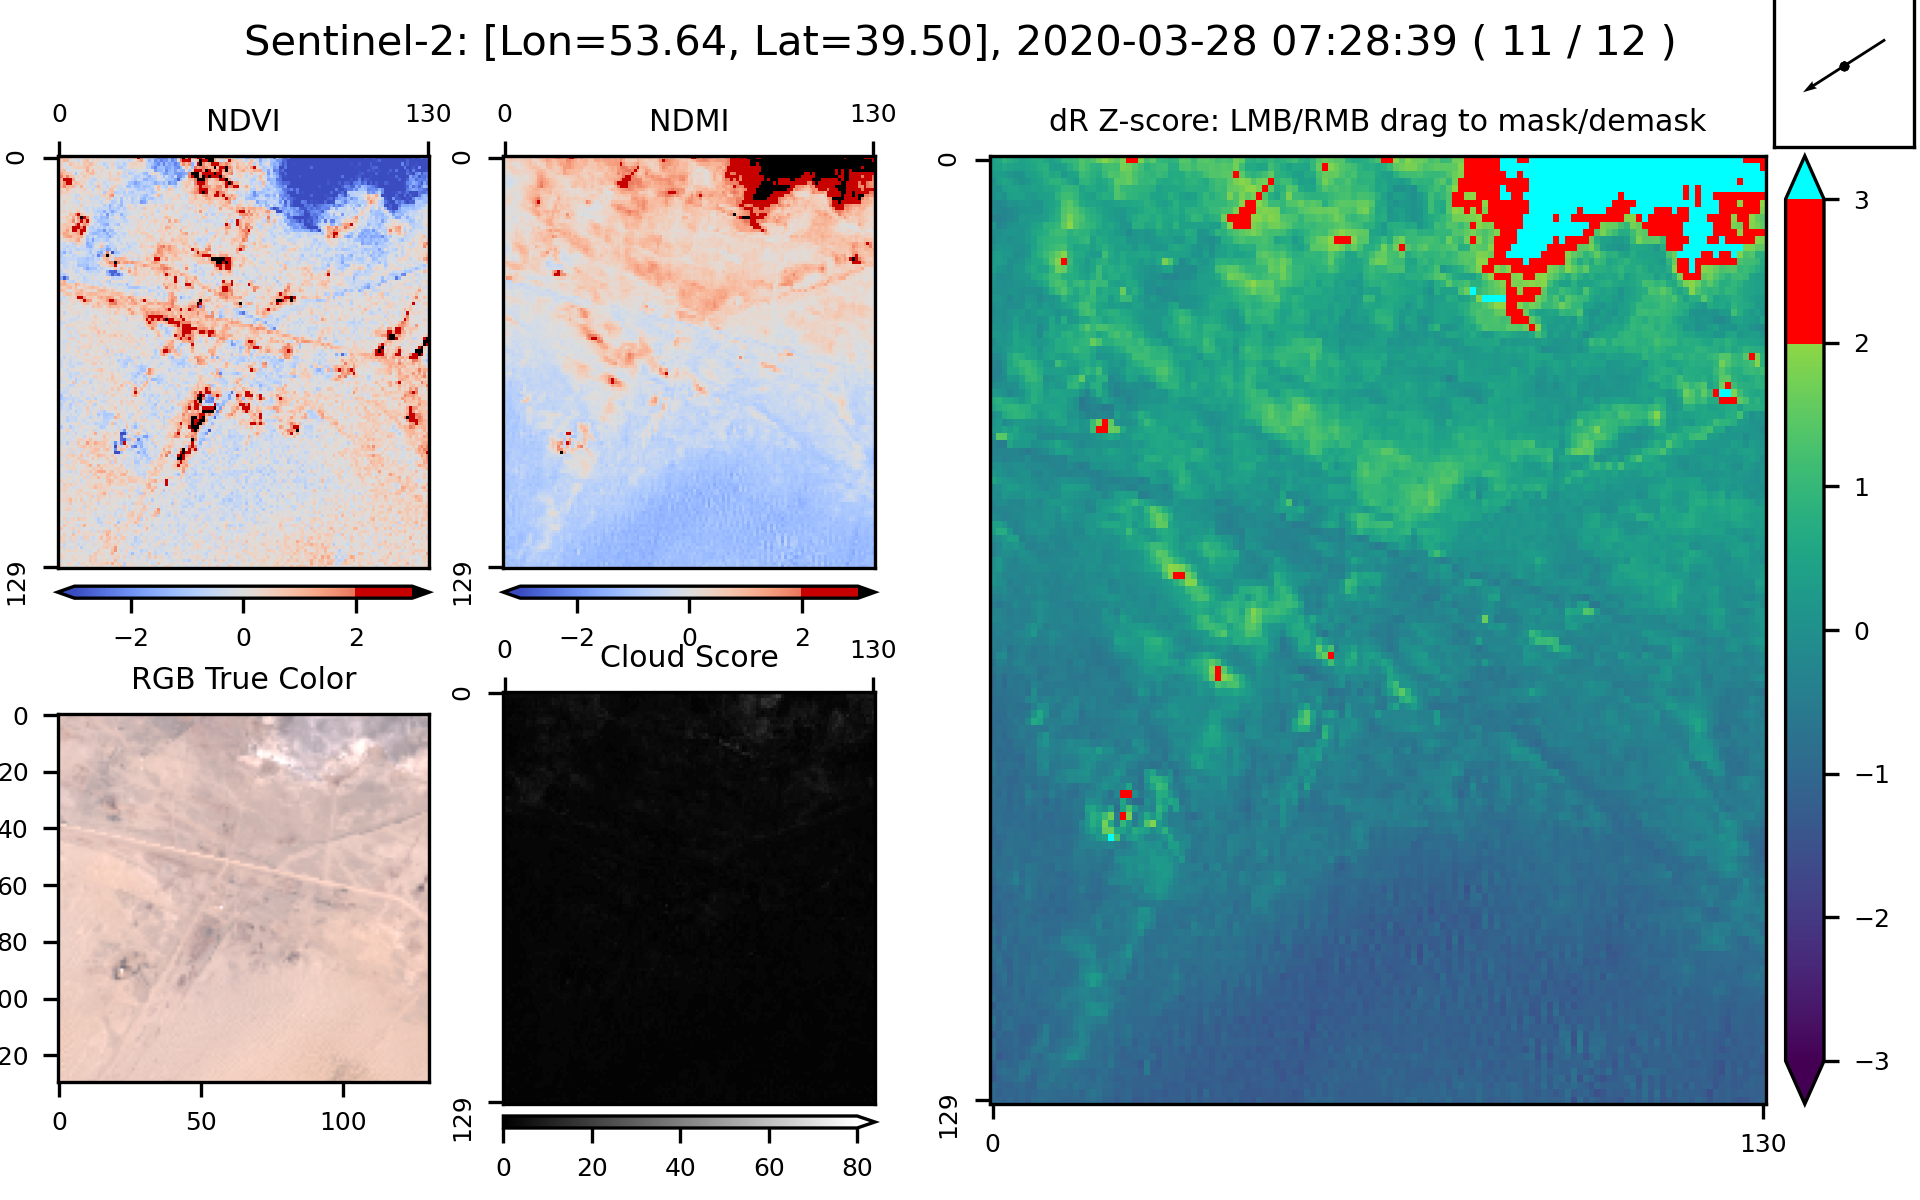 Sentinel-2: [Lon=53.64, Lat=39.50], 2020-03-28 07:28:39 ( 11 / 12 )
0 NDVI 130
0
129
−2 0 2
0 NDMI 130
0
129
−2 0 2
dR Z-score: LMB/RMB drag to mask/demask
0
129
0 130
3
2
1
0
−1
−2
−3
RGB True Color
0
20
40
60
80
00
20
0 50 100
0 Cloud Score 130
0
129
0 20 40 60 80